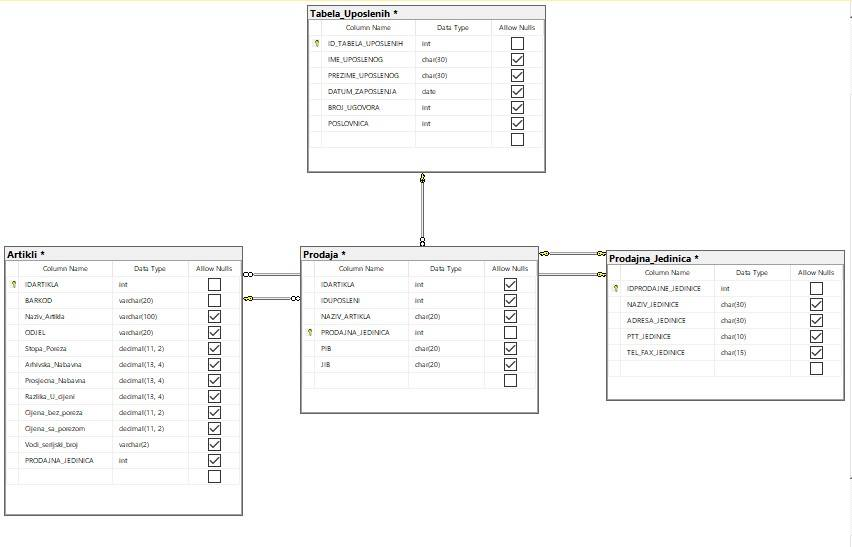 Tabela_Uposlenih *
Column Name Data Type Allow Nulls
ID_TABELA_UPOSLENIH int
IME_UPOSLENOG char(30)
PREZIME_UPOSLENOG char(30)
DATUM_ZAPOSLENJA date
BROJ_UGOVORA int
POSLOVNICA int
Artikli *
Column Name Data Type Allow Nulls
IDARTIKLA int
BARKOD varchar(20)
Naziv_Artikla varchar(100)
ODJEL varchar(20)
Stopa_Poreza decimal(11, 2)
Arhivska_Nabavna decimal(13, 4)
Prosjecna_Nabavna decimal(13, 4)
Razlika_U_cijeni decimal(13, 4)
Cijena_bez_poreza decimal(11, 2)
Cijena_sa_porezom decimal(11, 2)
Vodi_serijski_broj varchar(2)
PRODAJNA_JEDINICA int
Prodaja *
Column Name Data Type Allow Nulls
IDARTIKLA int
IDUPOSLENI int
NAZIV_ARTIKLA char(20)
PRODAJNA_JEDINICA int
PIB char(20)
JIB char(20)
Prodajna_Jedinica *
Column Name Data Type Allow Nulls
IDPRODAJNE_JEDINICE int
NAZIV_JEDINICE char(30)
ADRESA_JEDINICE char(30)
PTT_JEDINICE char(10)
TEL_FAX_JEDINICE char(15)